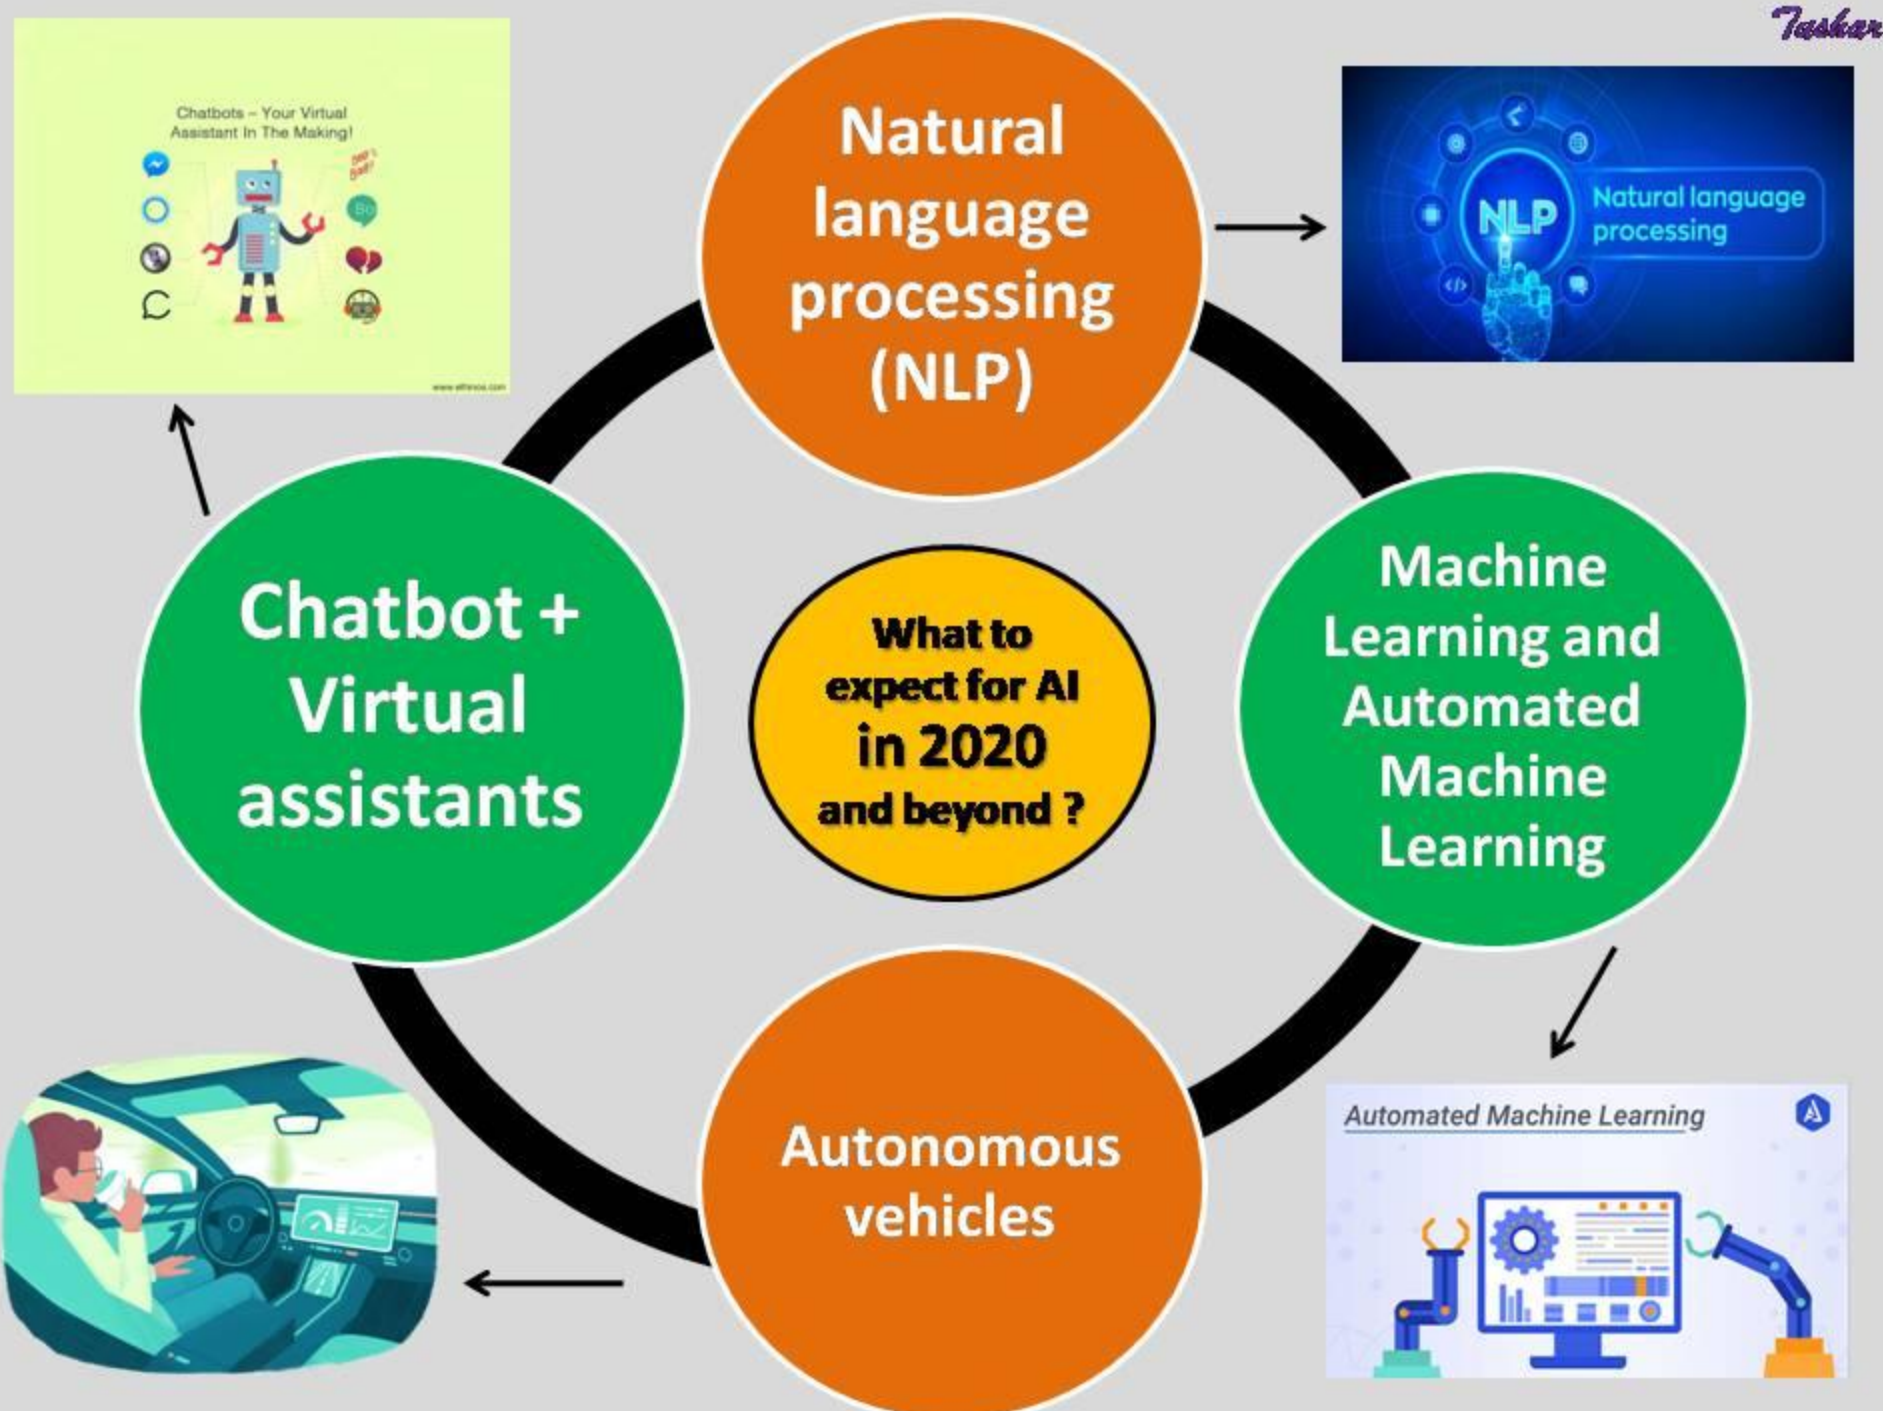 Tushar
Chatbots – Your Virtual
Assistant In The Making!
Bo
Natural
language
processing
(NLP)
NLP
Natural language
processing
</>
Chatbot +
Virtual
assistants
What to
expect for AI
in 2020
and beyond ?
Machine
Learning and
Automated
Machine
Learning
Autonomous
vehicles
Automated Machine Learning